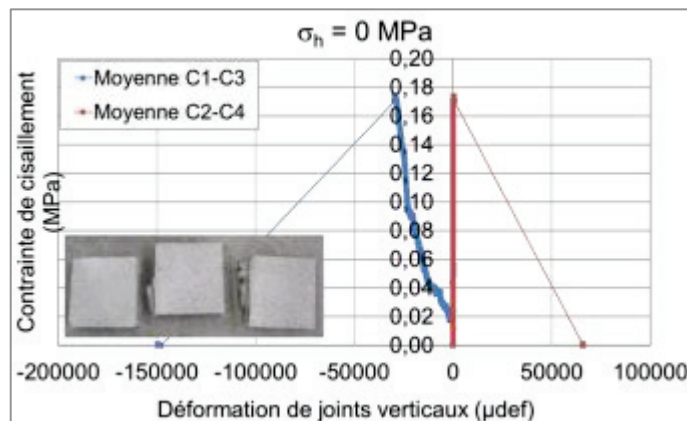 σh = 0 MPa
Moyenne C1-C3
Moyenne C2-C4
Contrainte de cisaillement
(MPa)
0,20
0,18
0,16
0,14
0,12
0,10
0,08
0,06
0,04
0,02
0,00
-200000 -150000 -100000 -50000 0 50000 100000
Déformation de joints verticaux (µdef)